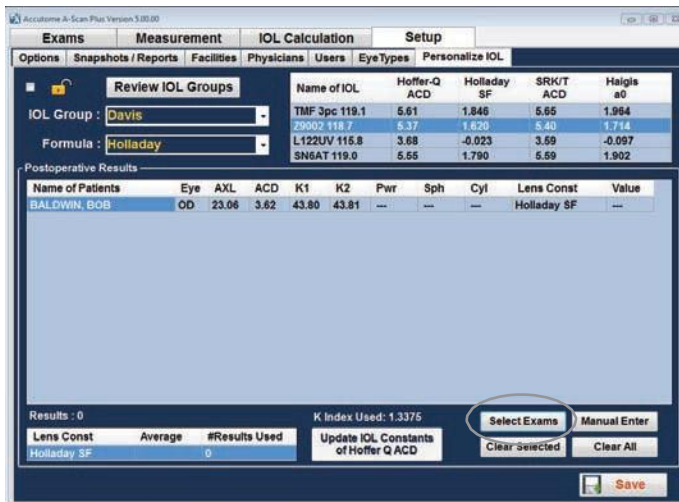 Accutome A-Scan Plus Version 5.00.00
Exams Measurement IOL Calculation Setup
Options Snapshots / Reports Facilities Physicians Users Eye Types Personalize IOL
Review IOL Groups
IOL Group : Davis
Formula : Holladay
Name of IOL Hoffer-Q ACD Holladay SF SRK/T ACD Haigis a0
TMF 3pc 119.1 5.61 1.846 5.65 1.964
Z9002 118.7 5.37 1.620 5.40 1.714
L122UV 115.8 3.68 -0.023 3.59 -0.097
SN6AT 119.0 5.55 1.790 5.59 1.902
Postoperative Results
Name of Patients Eye AXL ACD K1 K2 Pwr Sph Cyl Lens Const Value
BALDWIN, BOB OD 23.06 3.62 43.80 43.81 --- --- --- Holladay SF ---
Results : 0
K Index Used: 1.3375
Select Exams Manual Enter
Lens Const Average #Results Used
Holladay SF 0
Update IOL Constants
of Hoffer Q ACD
Clear Selected Clear All
Save